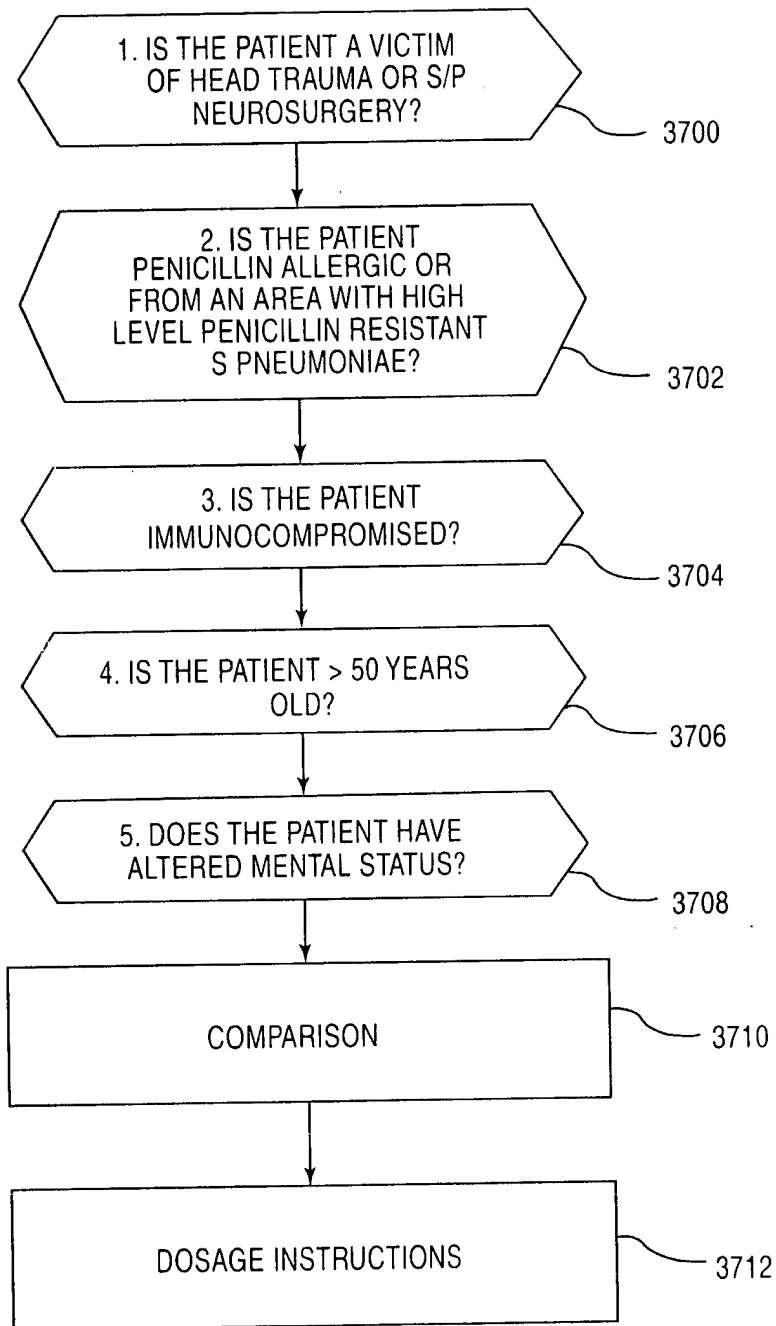 1. IS THE PATIENT A VICTIM
OF HEAD TRAUMA OR S/P
NEUROSURGERY?
3700
2. IS THE PATIENT
PENICILLIN ALLERGIC OR
FROM AN AREA WITH HIGH
LEVEL PENICILLIN RESISTANT
S PNEUMONIAE?
3702
3. IS THE PATIENT
IMMUNOCOMPROMISED?
3704
4. IS THE PATIENT > 50 YEARS
OLD?
3706
5. DOES THE PATIENT HAVE
ALTERED MENTAL STATUS?
3708
COMPARISON
3710
DOSAGE INSTRUCTIONS
3712